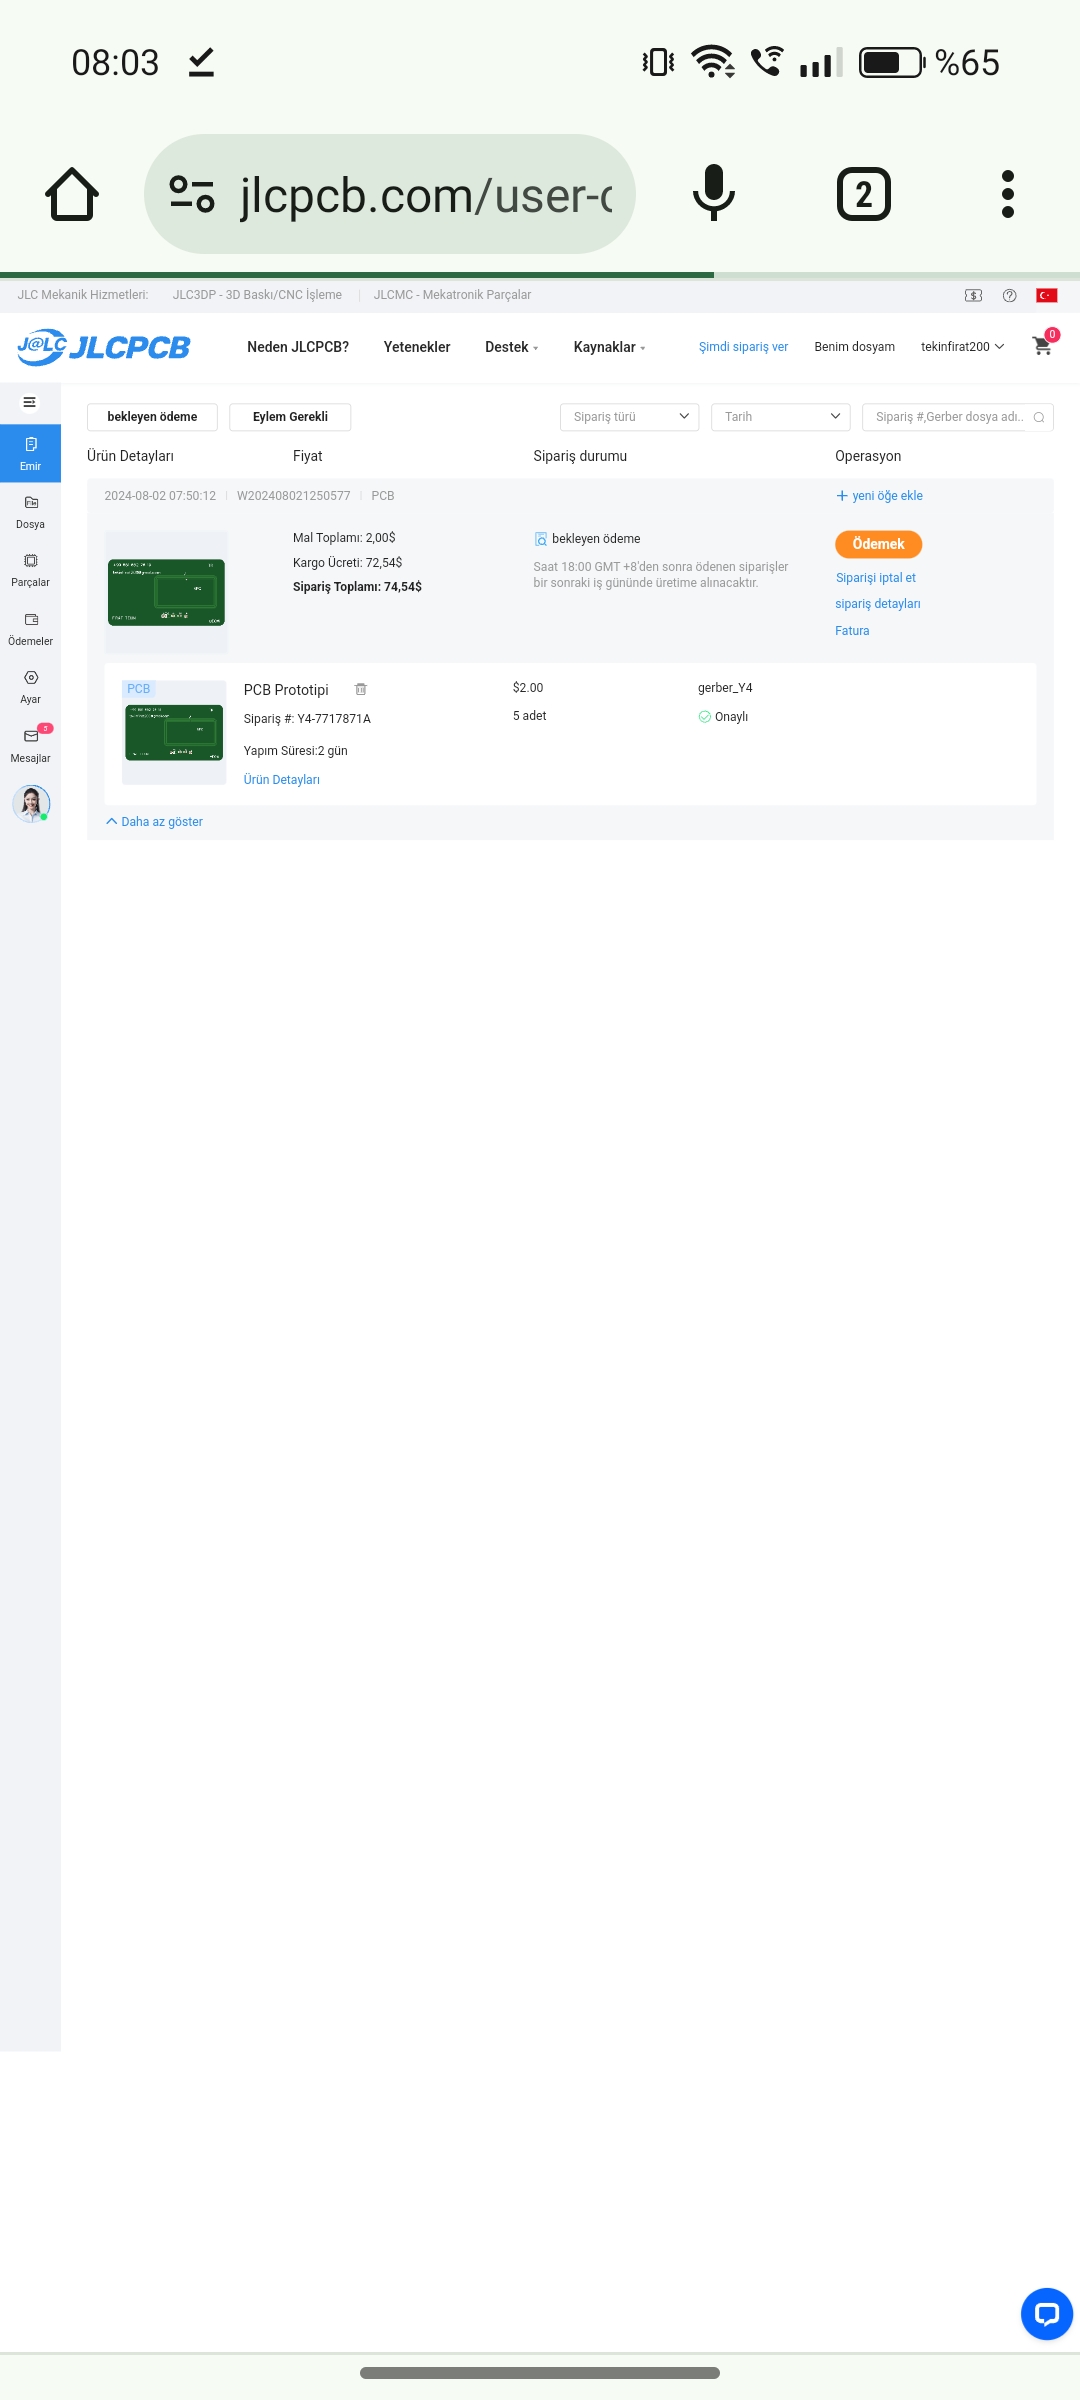 08:03
%65
jlcpcb.com/user-
2
JLC Mekanik Hizmetleri: JLC3DP - 3D Baskı/CNC İşleme JLCMC - Mekatronik Parçalar
J@LC JLCPCB
Neden JLCPCB? Yetenekler Destek Kaynaklar Şimdi sipariş ver Benim dosyam tekinfirat200 0
bekleyen ödeme Eylem Gerekli Sipariş türü Tarih Sipariş #,Gerber dosya adı..
Emir
Dosya
Parçalar
Ödemeler
Ayar
5
Mesajlar
Ürün Detayları Fiyat Sipariş durumu Operasyon
2024-08-02 07:50:12 W202408021250577 PCB + yeni öğe ekle
Mal Toplamı: 2,00$
Kargo Ücreti: 72,54$
Sipariş Toplamı: 74,54$
bekleyen ödeme
Saat 18:00 GMT +8'den sonra ödenen siparişler
bir sonraki iş gününde üretime alınacaktır.
Ödemek
Siparişi iptal et
sipariş detayları
Fatura
PCB
PCB Prototipi
Sipariş #: Y4-7717871A
Yapım Süresi:2 gün
Ürün Detayları
$2.00
5 adet
gerber_Y4
Onaylı
Daha az göster